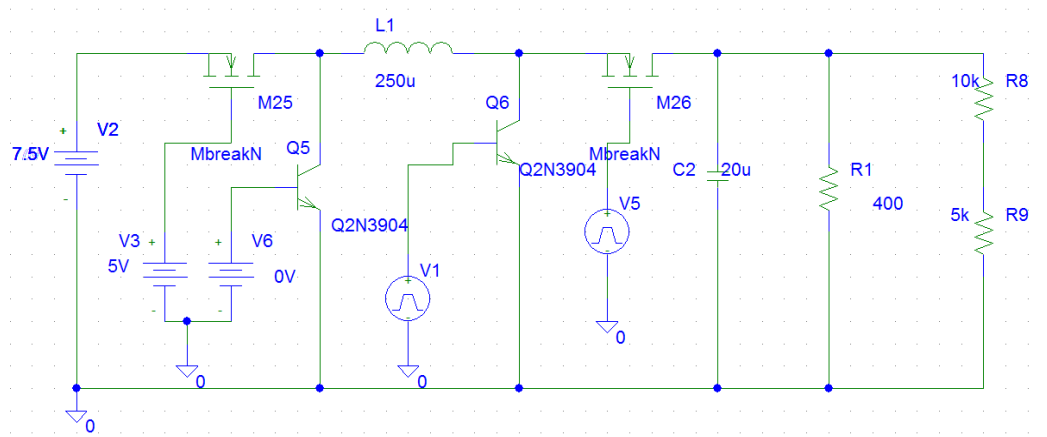 L1
250u
M25
MbreakN
V2
7.5V
+
-
Q5
Q2N3904
V3
+
5V
-
V6
+
0V
-
0
0
Q6
Q2N3904
V1
+
-
0
M26
MbreakN
V5
+
-
0
C2
20u
R1
400
10k
R8
5k
R9